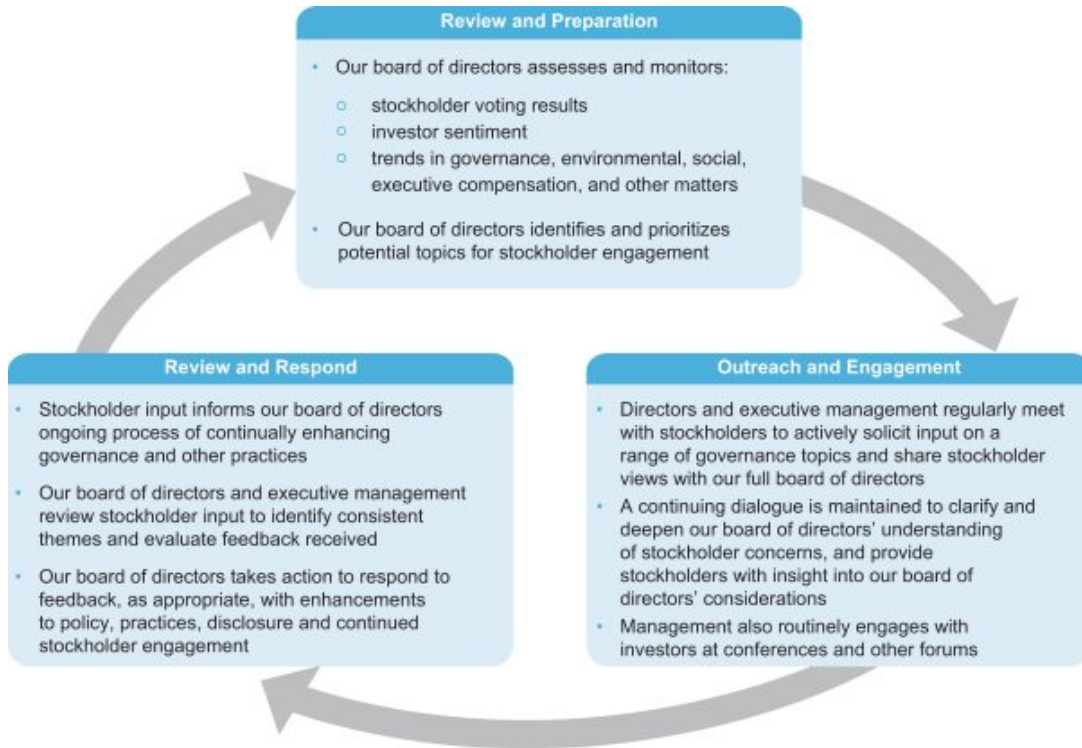 Review and Preparation
• Our board of directors assesses and monitors:
○ stockholder voting results
○ investor sentiment
○ trends in governance, environmental, social,
executive compensation, and other matters
• Our board of directors identifies and prioritizes
potential topics for stockholder engagement
Outreach and Engagement
• Directors and executive management regularly meet
with stockholders to actively solicit input on a
range of governance topics and share stockholder
views with our full board of directors
• A continuing dialogue is maintained to clarify and
deepen our board of directors’ understanding
of stockholder concerns, and provide
stockholders with insight into our board of
directors’ considerations
• Management also routinely engages with
investors at conferences and other forums
Review and Respond
• Stockholder input informs our board of directors
ongoing process of continually enhancing
governance and other practices
• Our board of directors and executive management
review stockholder input to identify consistent
themes and evaluate feedback received
• Our board of directors takes action to respond to
feedback, as appropriate, with enhancements
to policy, practices, disclosure and continued
stockholder engagement